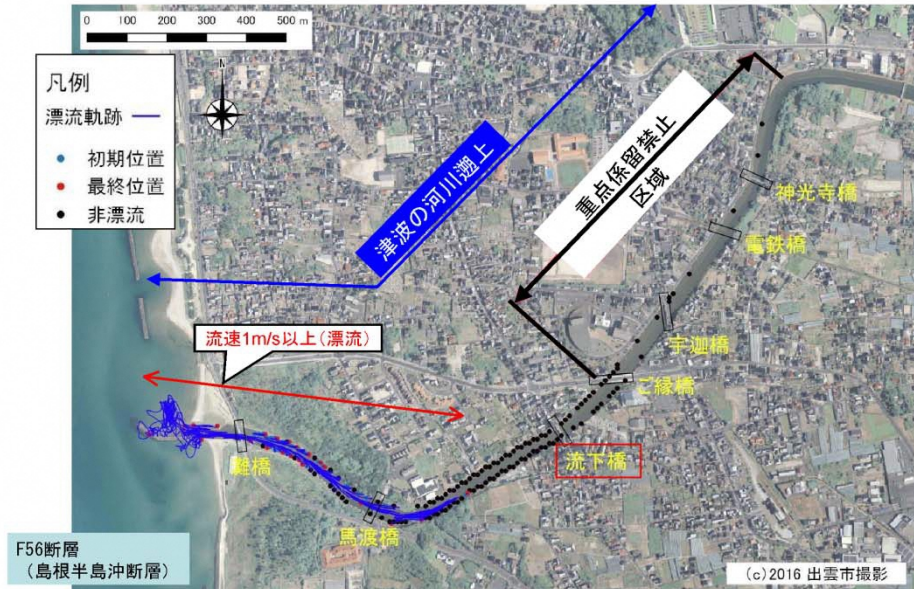 0 100 200 300 400 500 m
凡例
漂流軌跡
初期位置
最終位置
非漂流
N
津波の河川遡上
重点係留禁止
区域
神光寺橋
電鉄橋
宇迦橋
ご縁橋
流速1m/s以上(漂流)
流下橋
灘橋
馬渡橋
F56断層
(島根半島沖断層)
(c)2016 出雲市撮影